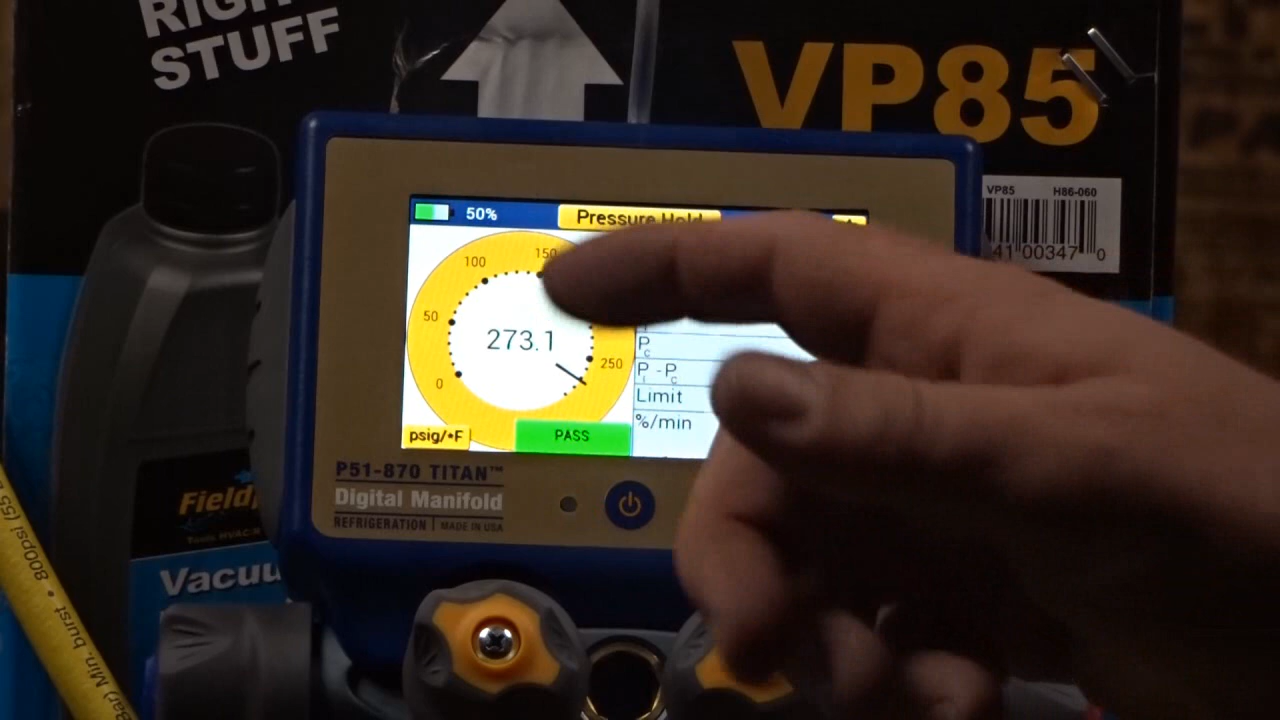 RIGHT
STUFF
VP85
VP85 H86-060
41 00347 0
50%
Pressure Hold
150
100
50
0
250
273.1
P
C
P - P
I C
Limit
%/min
psig/°F
PASS
P51-870 TITAN™
Digital Manifold
REFRIGERATION | MADE IN USA
Field
Vacuu
800psi (55
Bar) Min. burst •